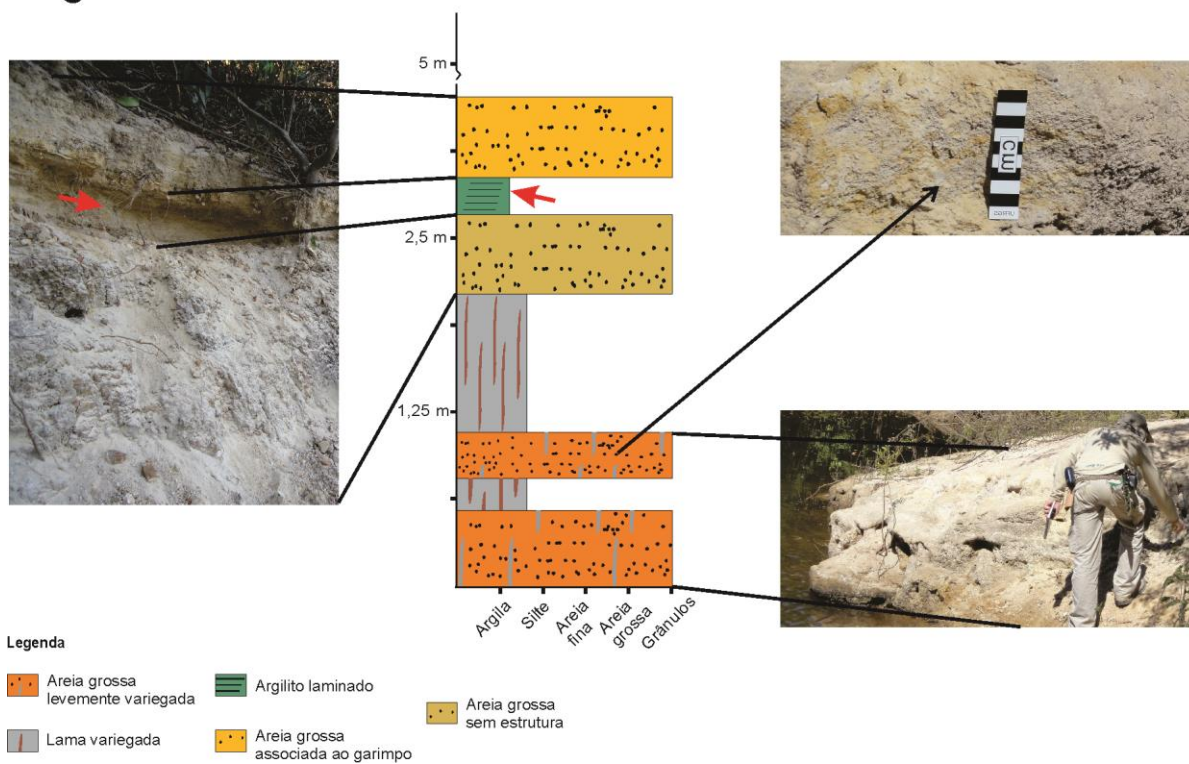 5 m
2,5 m
1,25 m
Argila
Silte
Areia
fina
Areia
grossa
Grânulos
CM
Legenda
Areia grossa
levemente variegada
Argilito laminado
Areia grossa
sem estrutura
Lama variegada
Areia grossa
associada ao garimpo